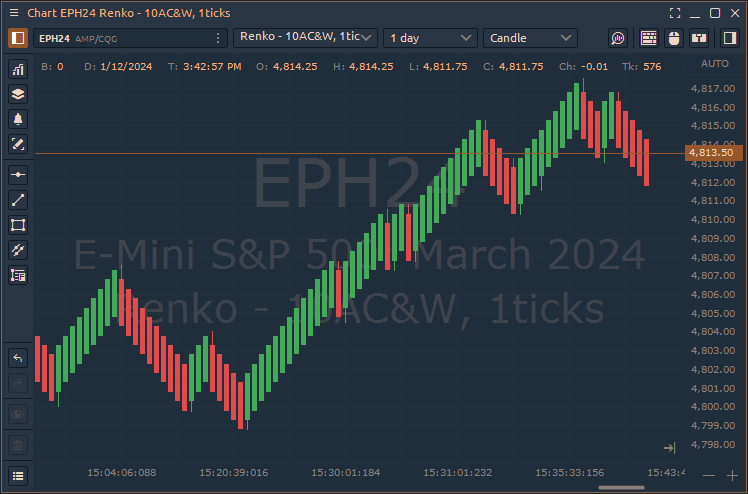 Chart EPH24 Renko - 10AC&W, 1ticks
EPH24 AMP/CQG
Renko - 10AC&W, 1tic
1 day
Candle
B: 0 D: 1/12/2024 T: 3:42:57 PM O: 4,814.25 H: 4,814.25 L: 4,811.75 C: 4,811.75 Ch: -0.01 Tk: 576
AUTO
4,817.00
4,816.00
4,815.00
4,814.00
4,813.50
4,813.00
4,812.00
4,811.00
4,810.00
4,809.00
4,808.00
4,807.00
4,806.00
4,805.00
4,804.00
4,803.00
4,802.00
4,801.00
4,800.00
4,799.00
4,798.00
EPH24
E-Mini S&P 500, March 2024
Renko - 10AC&W, 1ticks
15:04:06:088 15:20:39:016 15:30:01:184 15:31:01:232 15:35:33:156 15:43:4